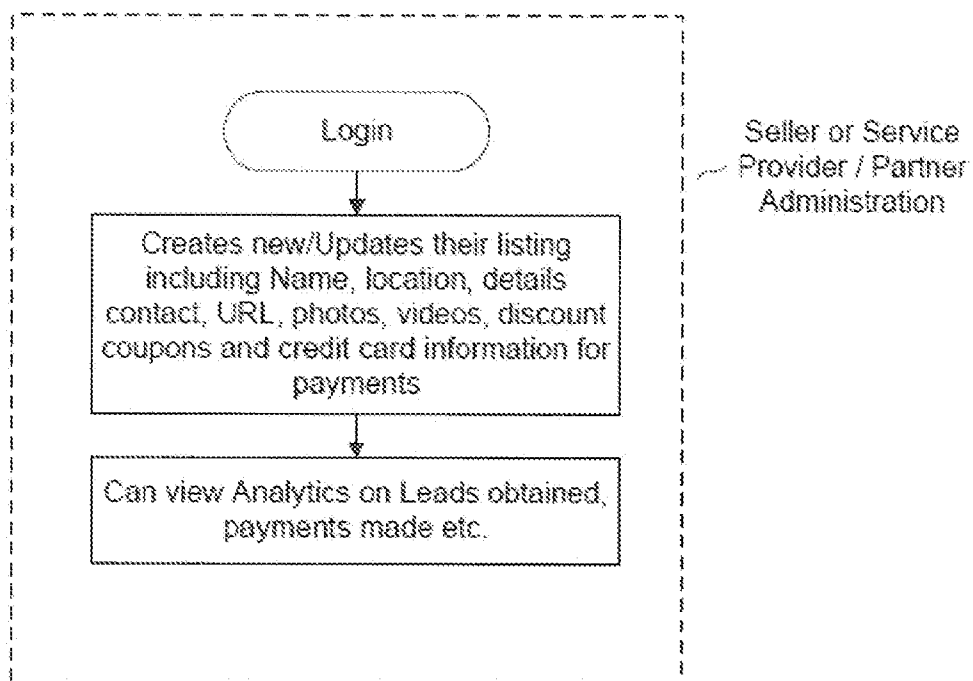 Login
Seller or Service
Provider / Partner
Administration
Creates new/Updates their listing
including Name, location, details
contact, URL, photos, videos, discount
coupons and credit card information for
payments
Can view Analytics on Leads obtained,
payments made etc.